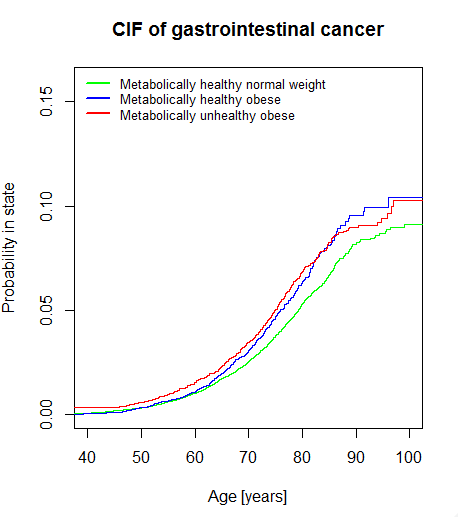 CIF of gastrointestinal cancer
Metabolically healthy normal weight
Metabolically healthy obese
Metabolically unhealthy obese
Probability in state
0.15
0.10
0.05
0.00
40 50 60 70 80 90 100
Age [years]